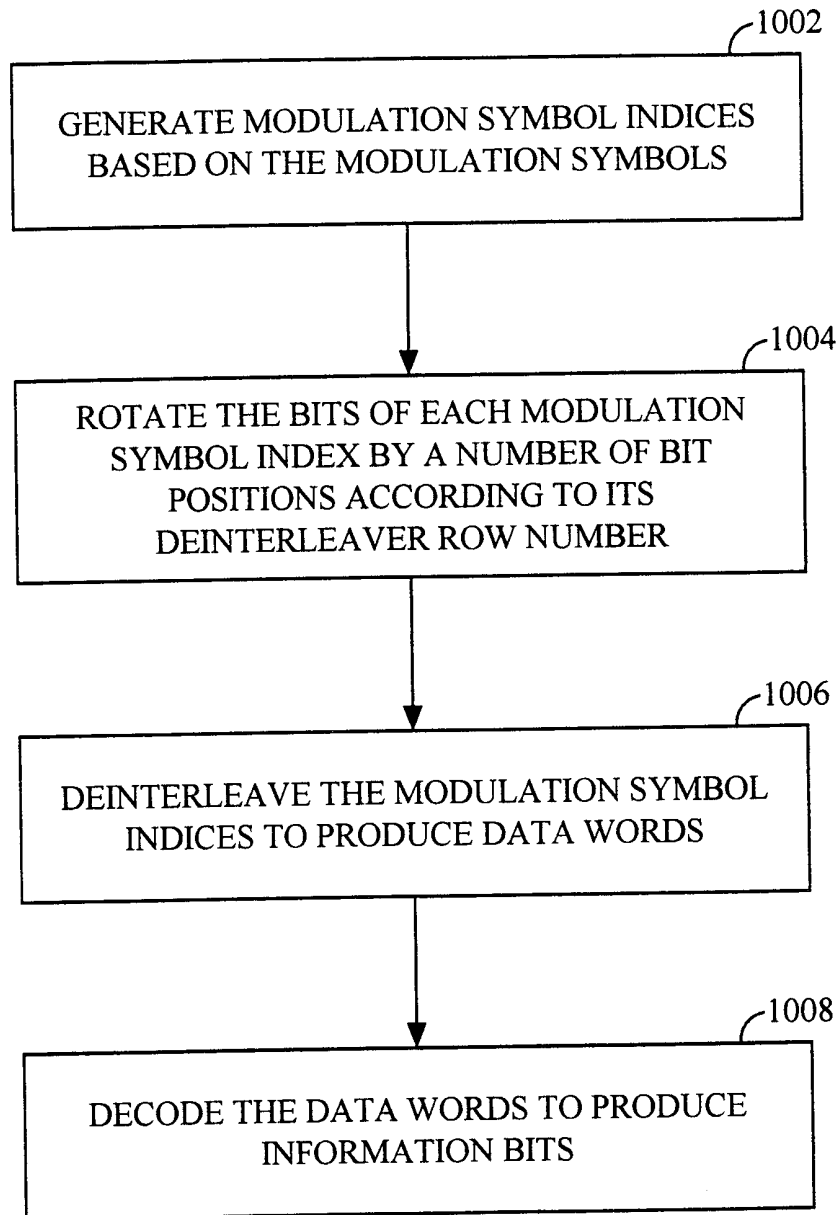 1002
GENERATE MODULATION SYMBOL INDICES
BASED ON THE MODULATION SYMBOLS
1004
ROTATE THE BITS OF EACH MODULATION
SYMBOL INDEX BY A NUMBER OF BIT
POSITIONS ACCORDING TO ITS
DEINTERLEAVER ROW NUMBER
1006
DEINTERLEAVE THE MODULATION SYMBOL
INDICES TO PRODUCE DATA WORDS
1008
DECODE THE DATA WORDS TO PRODUCE
INFORMATION BITS